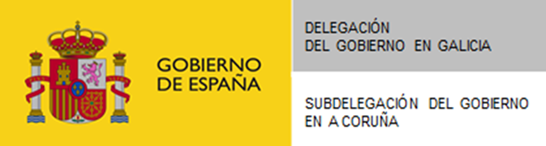 GOBIERNO
DE ESPAÑA
DELEGACIÓN
DEL GOBIERNO EN GALICIA
SUBDELEGACIÓN DEL GOBIERNO
EN A CORUÑA